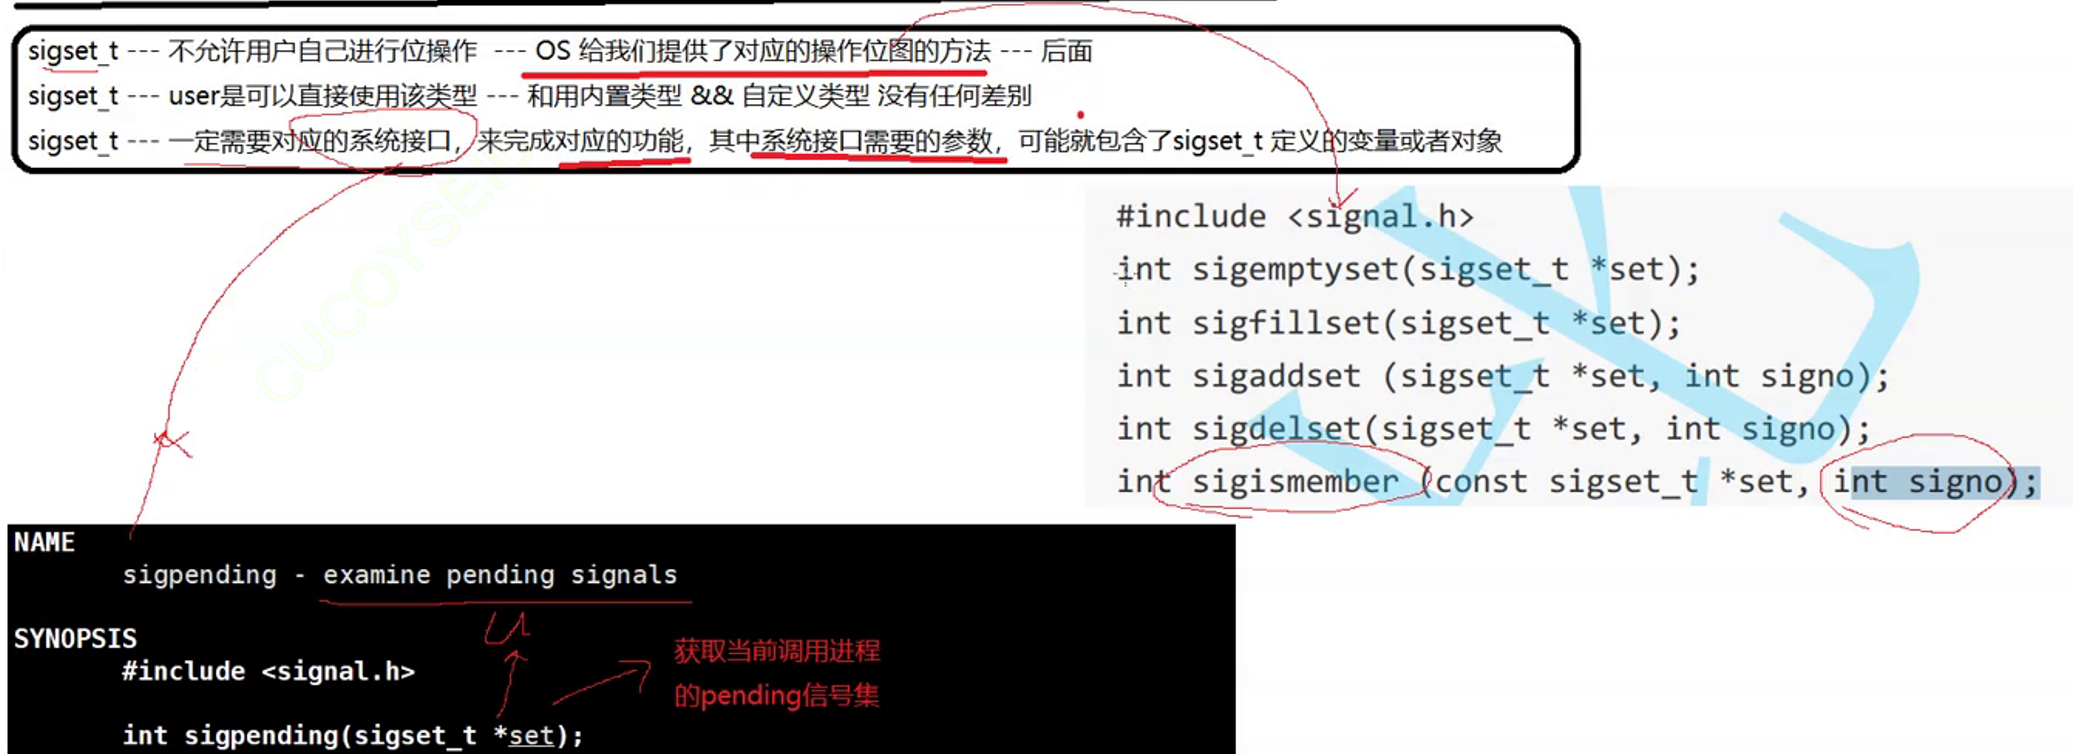 sigset_t --- 不允许用户自己进行位操作 --- OS 给我们提供了对应的操作位图的方法 --- 后面
sigset_t --- user是可以直接使用该类型 --- 和用内置类型 && 自定义类型 没有任何差别
sigset_t --- 一定需要对应的系统接口，来完成对应的功能，其中系统接口需要的参数，可能就包含了sigset_t 定义的变量或者对象
#include <signal.h>
int sigemptyset(sigset_t *set);
int sigfillset(sigset_t *set);
int sigaddset (sigset_t *set, int signo);
int sigdelset(sigset_t *set, int signo);
int sigismember (const sigset_t *set, int signo);
NAME
sigpending - examine pending signals
SYNOPSIS
#include <signal.h>
int sigpending(sigset_t *set);
获取当前调用进程
的pending信号集